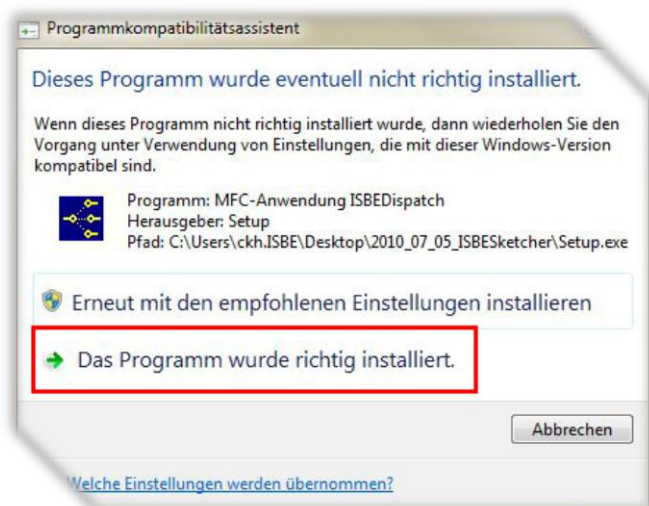 Programmkompatibilitätsassistent
Dieses Programm wurde eventuell nicht richtig installiert.
Wenn dieses Programm nicht richtig installiert wurde, dann wiederholen Sie den
Vorgang unter Verwendung von Einstellungen, die mit dieser Windows-Version
kompatibel sind.
Programm: MFC-Anwendung ISBEDispatch
Herausgeber: Setup
Pfad: C:\Users\ckh.ISBE\Desktop\2010_07_05_ISBESketcher\Setup.exe
Erneut mit den empfohlenen Einstellungen installieren
Das Programm wurde richtig installiert.
Abbrechen
Welche Einstellungen werden übernommen?